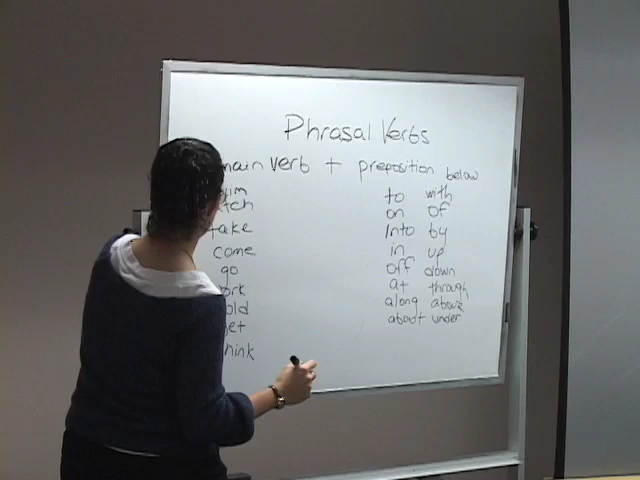 Phrasal Verbs
main verb + preposition below
to with
take on of
come into by
go in up
off down
at through
along above
about under